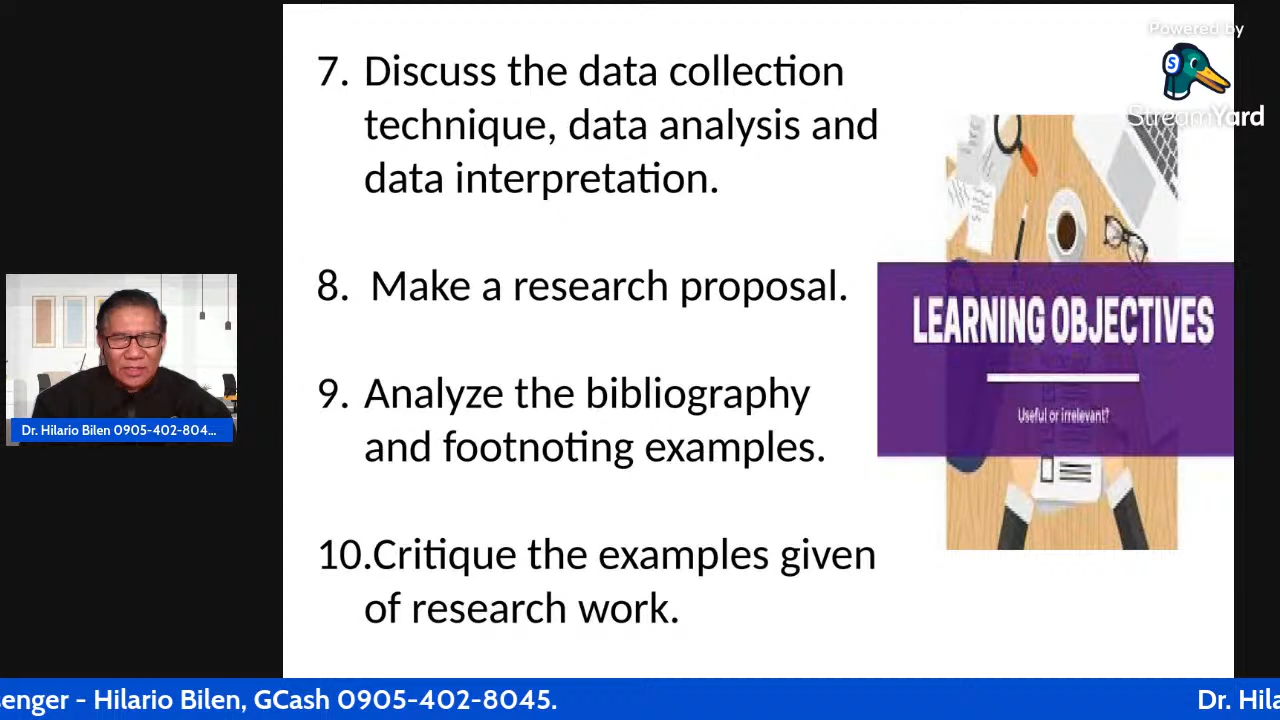 Powered by
StreamYard
7. Discuss the data collection
technique, data analysis and
data interpretation.
8. Make a research proposal.
9. Analyze the bibliography
and footnoting examples.
10.Critique the examples given
of research work.
LEARNING OBJECTIVES
Useful or irrelevant?
S
Dr. Hilario Bilen 0905-402-804...
senger - Hilario Bilen, GCash 0905-402-8045.
Dr. Hila